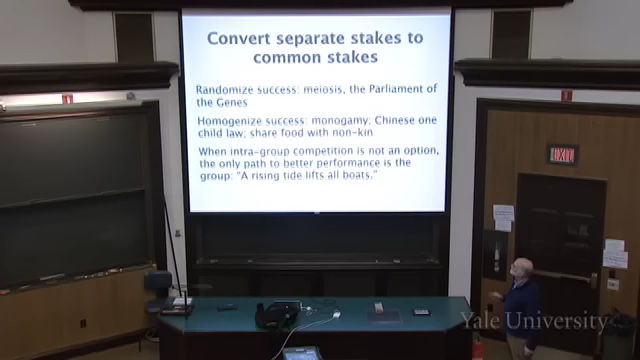 Convert separate stakes to
common stakes
Randomize success: meiosis, the Parliament of
the Genes
Homogenize success: monogamy; Chinese one
child law; share food with non-kin
When intra-group competition is not an option,
the only path to better performance is the
group: "A rising tide lifts all boats."
EXIT
Yale University